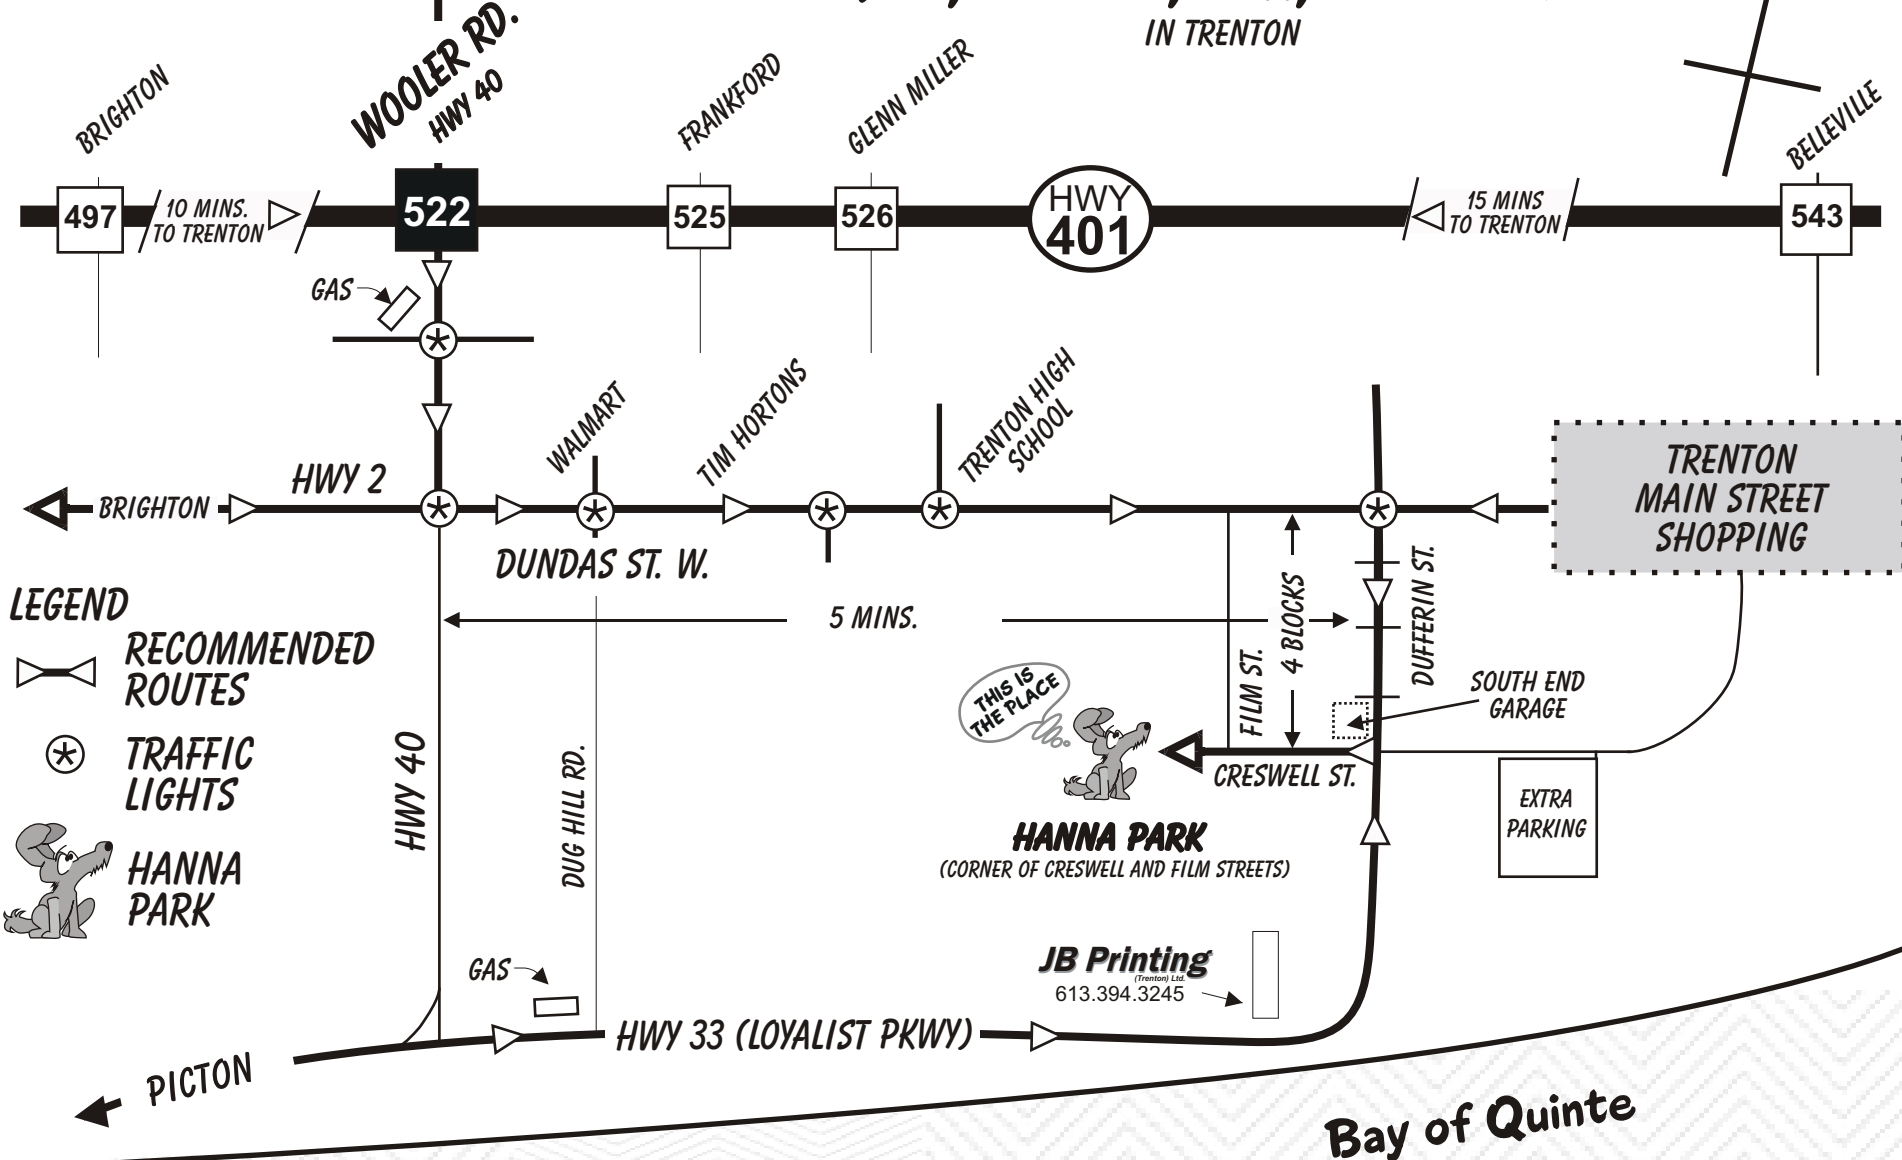 IN TRENTON
WOOLER RD.
HWY 40
BRIGHTON
FRANKFORD
GLENN MILLER
BELLEVILLE
497
10 MINS.
TO TRENTON
522
525
526
HWY
401
15 MINS
TO TRENTON
543
GAS
WALMART
TIM HORTONS
TRENTON HIGH
SCHOOL
HWY 2
BRIGHTON
DUNDAS ST. W.
TRENTON
MAIN STREET
SHOPPING
5 MINS.
4 BLOCKS
FILM ST.
DUFFERIN ST.
LEGEND
RECOMMENDED
ROUTES
TRAFFIC
LIGHTS
HANNA
PARK
HWY 40
DUG HILL RD.
THIS IS
THE PLACE
SOUTH END
GARAGE
CRESWELL ST.
EXTRA
PARKING
HANNA PARK
(CORNER OF CRESWELL AND FILM STREETS)
JB Printing
(Trenton) Ltd.
613.394.3245
GAS
HWY 33 (LOYALIST PKWY)
PICTON
Bay of Quinte